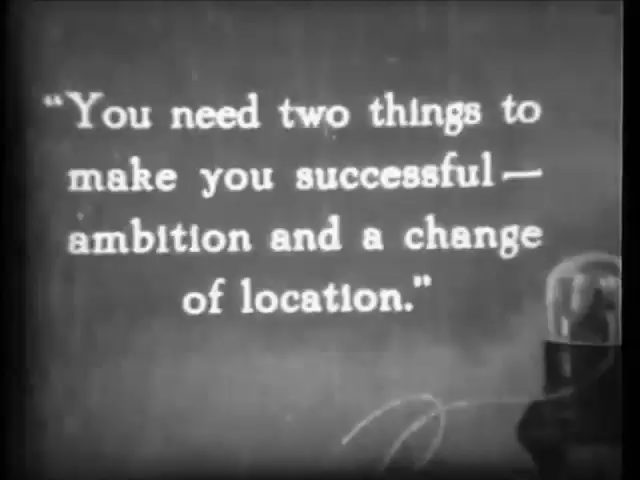 “You need two things to
make you successful—
ambition and a change
of location.”